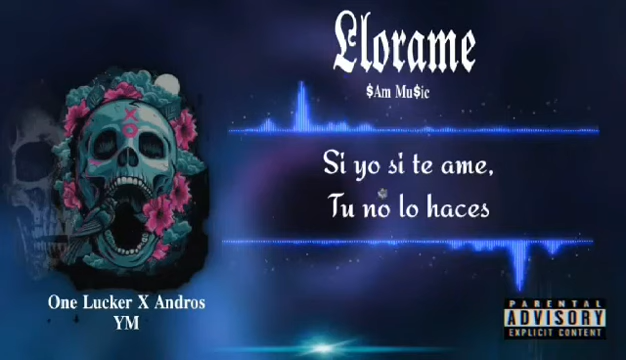 Llorame
$Am Mu$ic
Si yo si te ame,
Tu no lo haces
One Lucker X Andros
YM
PARENTAL
ADVISORY
EXPLICIT CONTENT